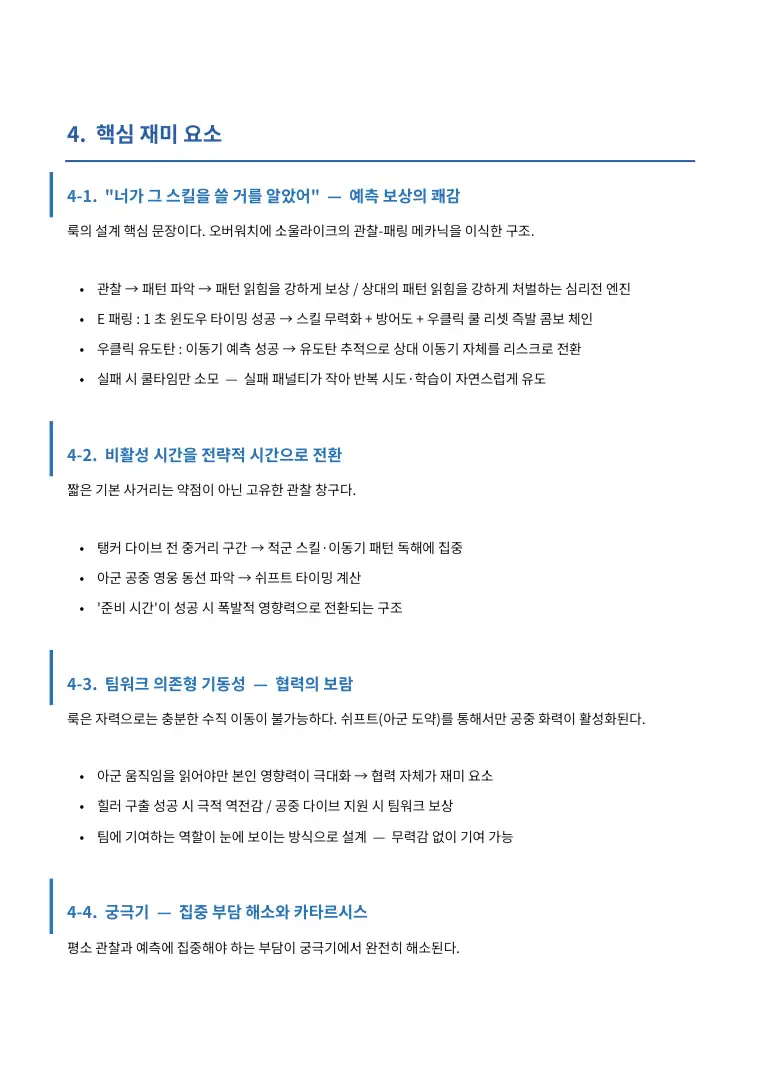 4. 핵심 재미 요소
4-1. "너가 그 스킬을 쓸 거를 알았어" — 예측 보상의 쾌감
룩의 설계 핵심 문장이다. 오버워치에 소울라이크의 관찰-패링 메카닉을 이식한 구조.
• 관찰 → 패턴 파악 → 패턴 읽힘을 강하게 보상 / 상대의 패턴 읽힘을 강하게 처벌하는 심리전 엔진
• E 패링 : 1 초 윈도우 타이밍 성공 → 스킬 무력화 + 방어도 + 우클릭 쿨 리셋 즉발 콤보 체인
• 우클릭 유도탄 : 이동기 예측 성공 → 유도탄 추적으로 상대 이동기 자체를 리스크로 전환
• 실패 시 쿨타임만 소모 — 실패 패널티가 작아 반복 시도·학습이 자연스럽게 유도
4-2. 비활성 시간을 전략적 시간으로 전환
짧은 기본 사거리는 약점이 아닌 고유한 관찰 창구다.
• 탱커 다이브 전 중거리 구간 → 적군 스킬·이동기 패턴 독해에 집중
• 아군 공중 영웅 동선 파악 → 쉬프트 타이밍 계산
• '준비 시간'이 성공 시 폭발적 영향력으로 전환되는 구조
4-3. 팀워크 의존형 기동성 — 협력의 보람
룩은 자력으로는 충분한 수직 이동이 불가능하다. 쉬프트(아군 도약)를 통해서만 공중 화력이 활성화된다.
• 아군 움직임을 읽어야만 본인 영향력이 극대화 → 협력 자체가 재미 요소
• 힐러 구출 성공 시 극적 역전감 / 공중 다이브 지원 시 팀워크 보상
• 팀에 기여하는 역할이 눈에 보이는 방식으로 설계 — 무력감 없이 기여 가능
4-4. 궁극기 — 집중 부담 해소와 카타르시스
평소 관찰과 예측에 집중해야 하는 부담이 궁극기에서 완전히 해소된다.